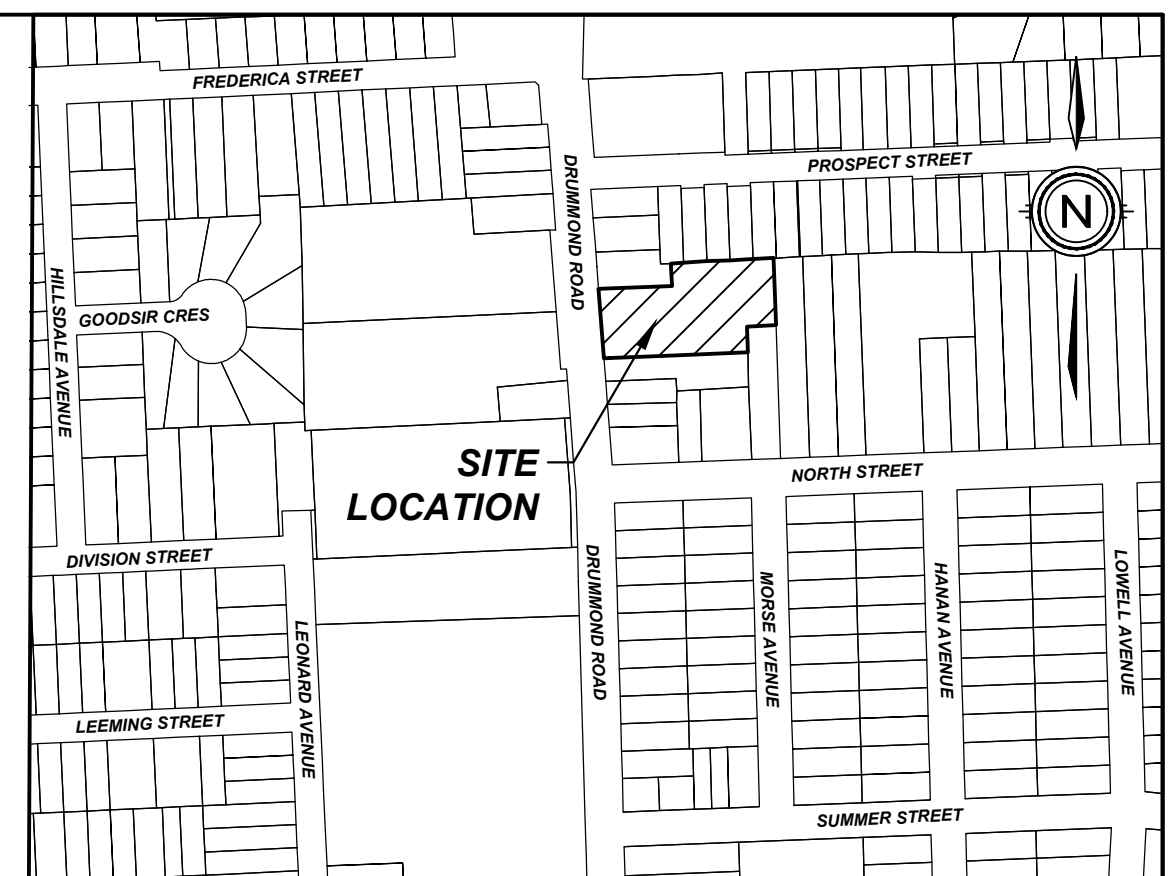 FREDERICA STREET
PROSPECT STREET
DRUMMOND ROAD
N
HILLSDALE AVENUE
GOODSIR CRES
SITE
LOCATION
NORTH STREET
DIVISION STREET
DRUMMOND ROAD
MORSE AVENUE
HANAN AVENUE
LOWELL AVENUE
LEONARD AVENUE
LEEMING STREET
SUMMER STREET